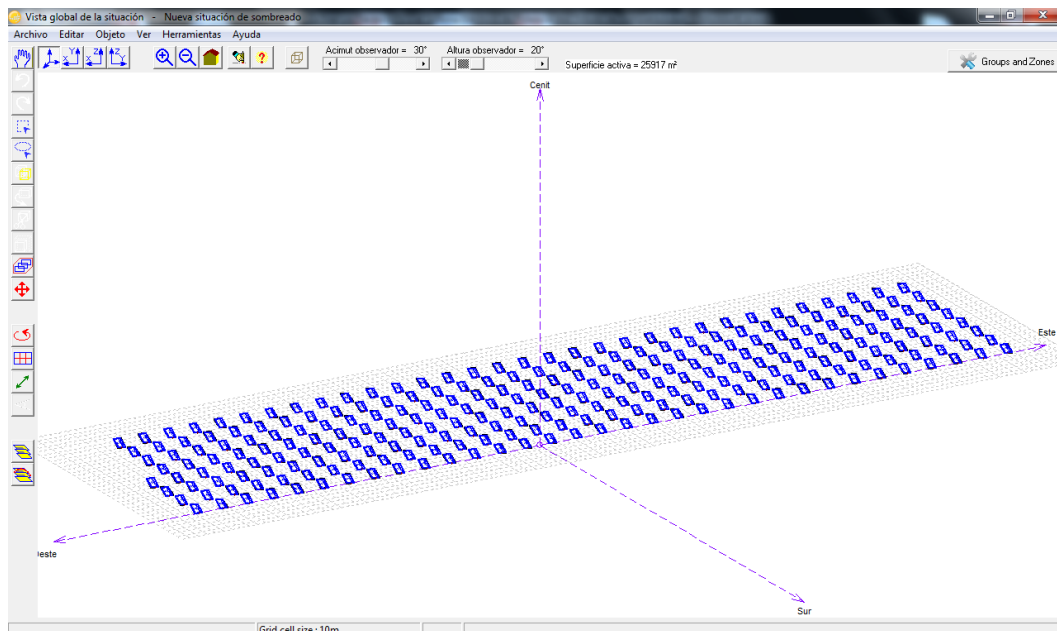 Vista global de la situación - Nueva situación de sombreado
Archivo Editar Objeto Ver Herramientas Ayuda
Acimut observador = 30° Altura observador = 20°
Superficie activa = 25917 m²
Groups and Zones
Cenit
Este
Oeste
Sur
Grid cell size : 10m